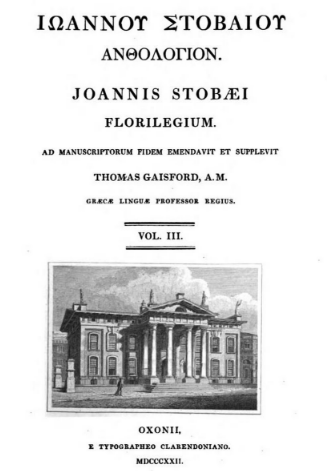 ΙΩΑΝΝΟΥ ΣΤΟΒΑΙΟΥ
ΑΝΘΟΛΟΓΙΟΝ.
JOANNIS STOBÆI
FLORILEGIUM.
AD MANUSCRIPTORUM FIDEM EMENDAVIT ET SUPPLEVIT
THOMAS GAISFORD, A.M.
GRÆCÆ LINGUÆ PROFESSOR REGIUS.
VOL. III.
OXONII,
E TYPOGRAPHEO CLARENDONIANO.
MDCCCXXII.